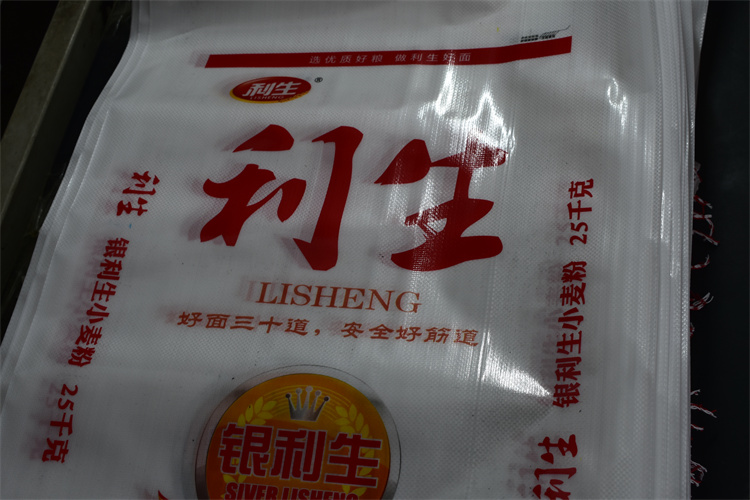 选优质好粮 做利生好面
利生®
LISHENG
利生
LISHENG
好面三十道，安全好筋道
银利生
SIVER LISHENG
利生 银利生小麦粉 25千克
利生 银利生小麦粉 25千克